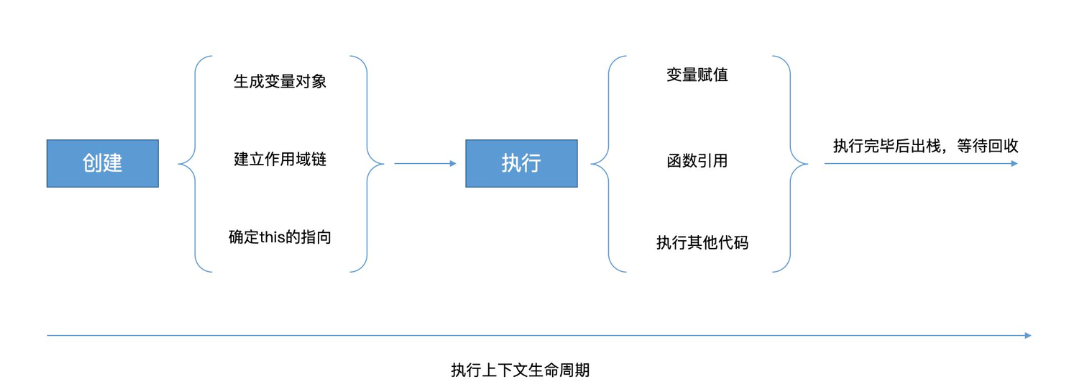 创建
生成变量对象
建立作用域链
确定this的指向
执行
变量赋值
函数引用
执行其他代码
执行完毕后出栈，等待回收
执行上下文生命周期